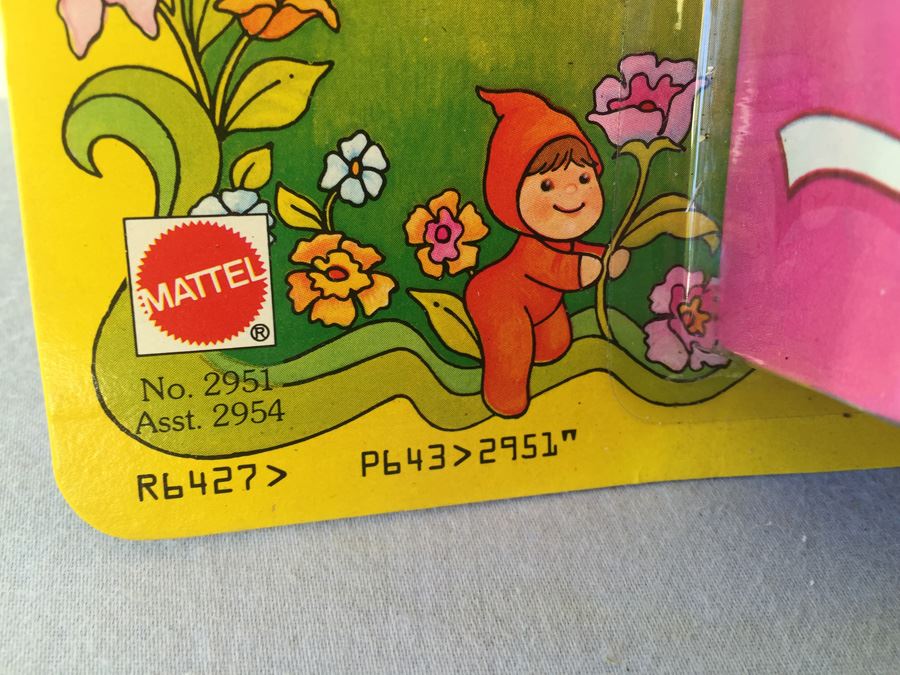 MATTEL
®
No. 2951
Asst. 2954
R6427> P643>2951"